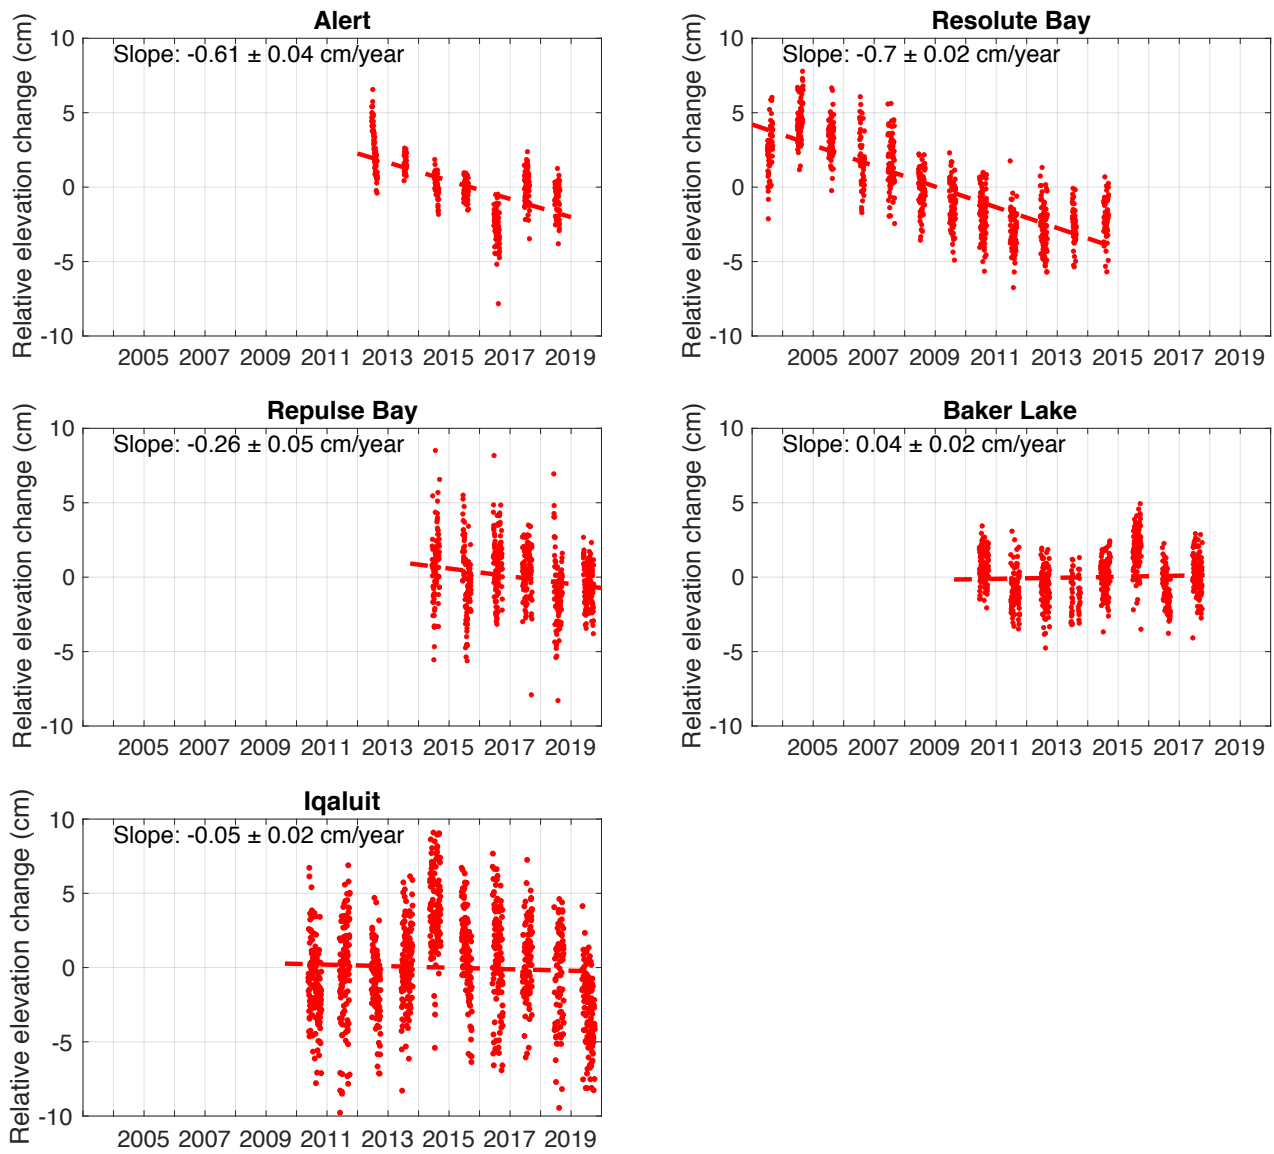 Alert
Slope: -0.61 ± 0.04 cm/year
Relative elevation change (cm)
10
5
0
-5
-10
2005 2007 2009 2011 2013 2015 2017 2019
Resolute Bay
Slope: -0.7 ± 0.02 cm/year
Relative elevation change (cm)
10
5
0
-5
-10
2005 2007 2009 2011 2013 2015 2017 2019
Repulse Bay
Slope: -0.26 ± 0.05 cm/year
Relative elevation change (cm)
10
5
0
-5
-10
2005 2007 2009 2011 2013 2015 2017 2019
Baker Lake
Slope: 0.04 ± 0.02 cm/year
Relative elevation change (cm)
10
5
0
-5
-10
2005 2007 2009 2011 2013 2015 2017 2019
Iqaluit
Slope: -0.05 ± 0.02 cm/year
Relative elevation change (cm)
10
5
0
-5
-10
2005 2007 2009 2011 2013 2015 2017 2019